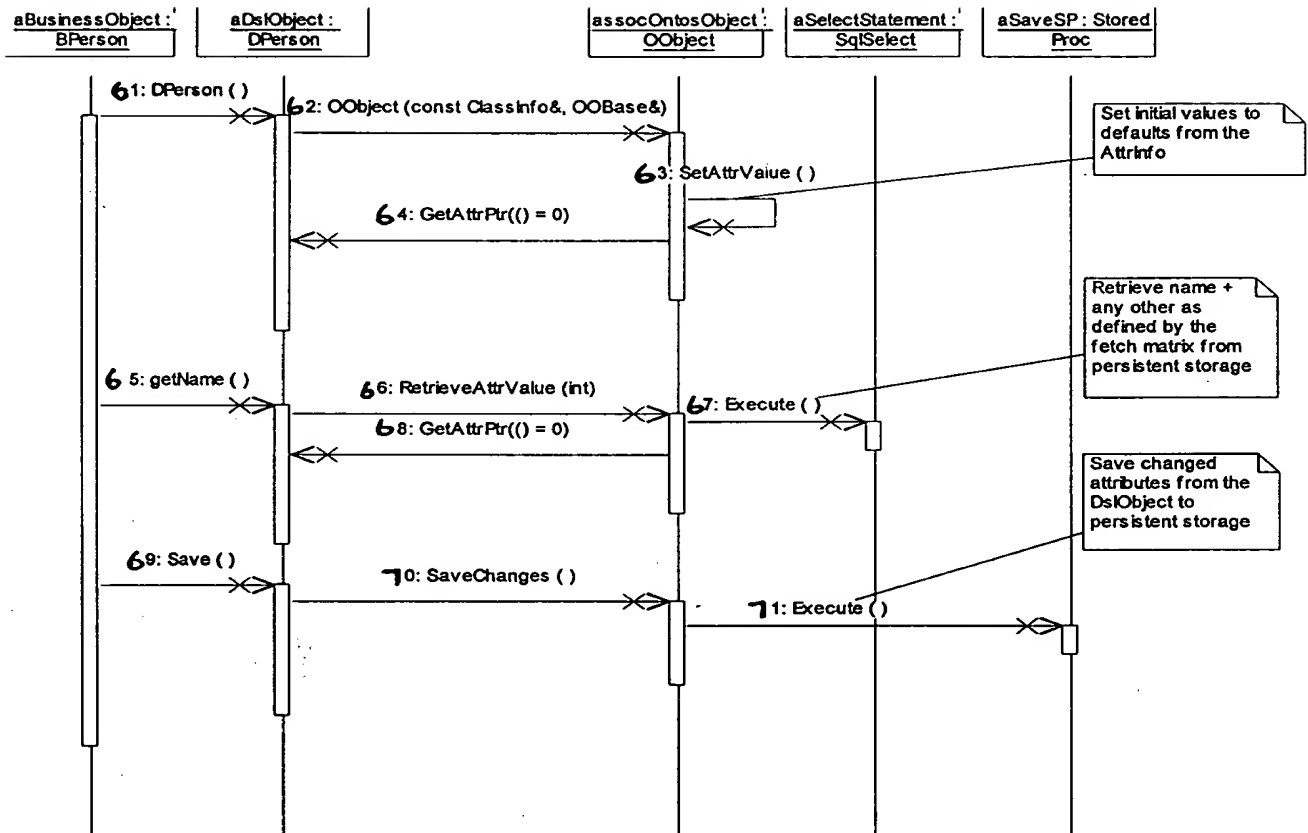 aBusinessObject :
BPerson
aDslObject :
DPerson
assocOntosObject :
OObject
aSelectStatement :
SqlSelect
aSaveSP : Stored
Proc
61: DPerson ( )
62: OObject (const ClassInfo&, OOBase&)
Set initial values to
defaults from the
AttrInfo
63: SetAttrValue ( )
64: GetAttrPtr(() = 0)
Retrieve name +
any other as
defined by the
fetch matrix from
persistent storage
65: getName ( )
66: RetrieveAttrValue (int)
67: Execute ( )
68: GetAttrPtr(() = 0)
Save changed
attributes from the
DslObject to
persistent storage
69: Save ( )
70: SaveChanges ( )
71: Execute ( )